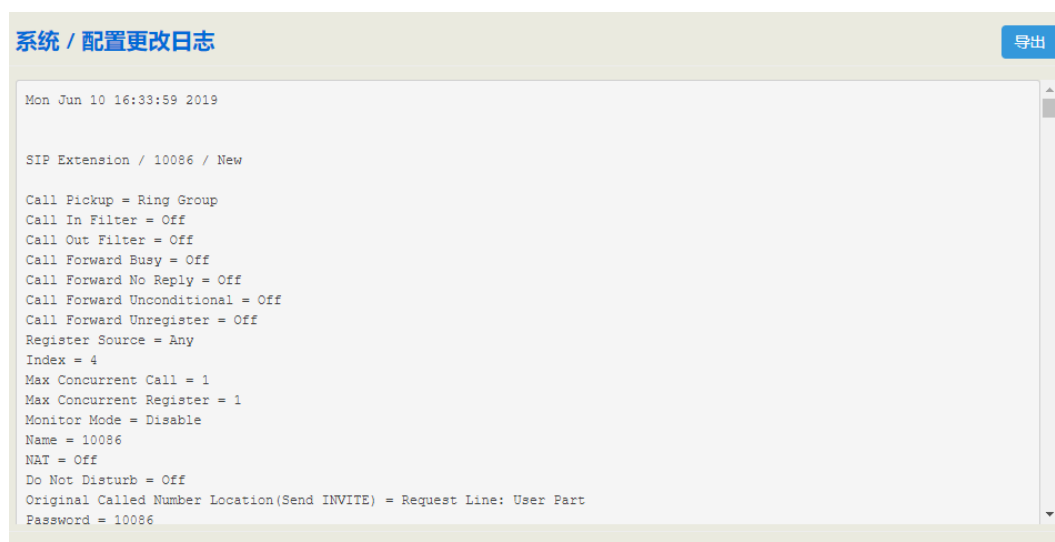 系统 / 配置更改日志
导出
Mon Jun 10 16:33:59 2019
SIP Extension / 10086 / New
Call Pickup = Ring Group
Call In Filter = Off
Call Out Filter = Off
Call Forward Busy = Off
Call Forward No Reply = Off
Call Forward Unconditional = Off
Call Forward Unregister = Off
Register Source = Any
Index = 4
Max Concurrent Call = 1
Max Concurrent Register = 1
Monitor Mode = Disable
Name = 10086
NAT = Off
Do Not Disturb = Off
Original Called Number Location(Send INVITE) = Request Line: User Part
Password = 10086